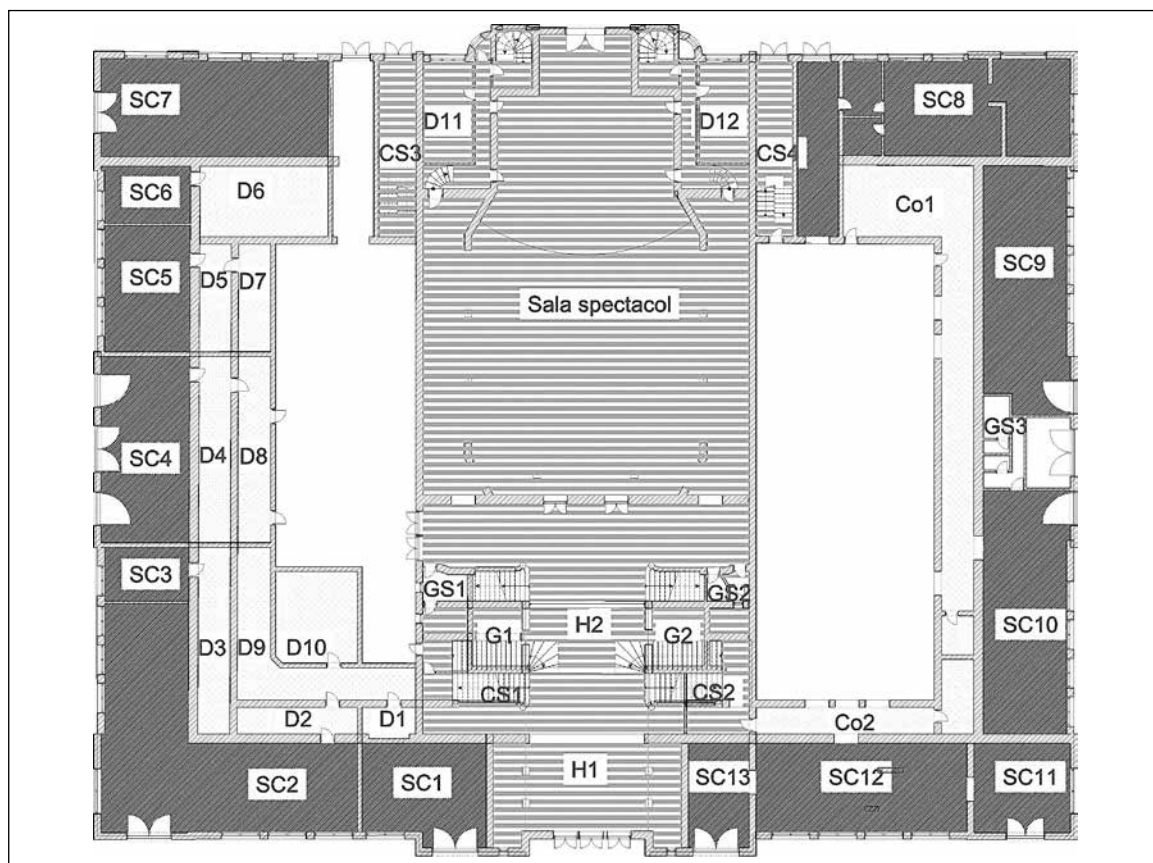 SC7
SC8
D11
D12
CS3
CS4
SC6
D6
Co1
SC5
D5
D7
SC9
Sala spectacol
SC4
D4
D8
GS3
SC3
GS1
GS2
D3
D9
D10
G1
H2
G2
SC10
CS1
CS2
D2
D1
Co2
SC2
SC1
H1
SC13
SC12
SC11